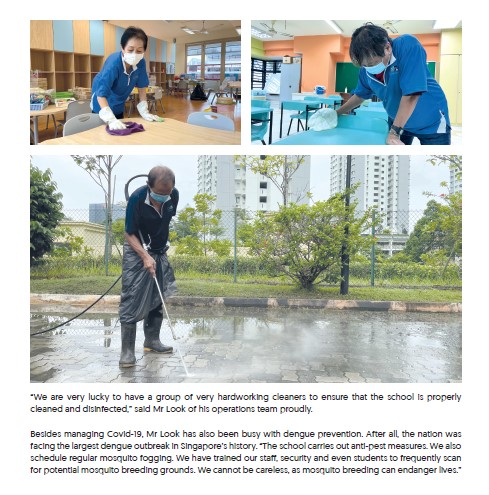 “We are very lucky to have a group of very hardworking cleaners to ensure that the school is properly
cleaned and disinfected,” said Mr Look of his operations team proudly.
Besides managing Covid-19, Mr Look has also been busy with dengue prevention. After all, the nation was
facing the largest dengue outbreak in Singapore’s history. “The school carries out anti-pest measures. We also
schedule regular mosquito fogging. We have trained our staff, security and even students to frequently scan
for potential mosquito breeding grounds. We cannot be careless, as mosquito breeding can endanger lives.”